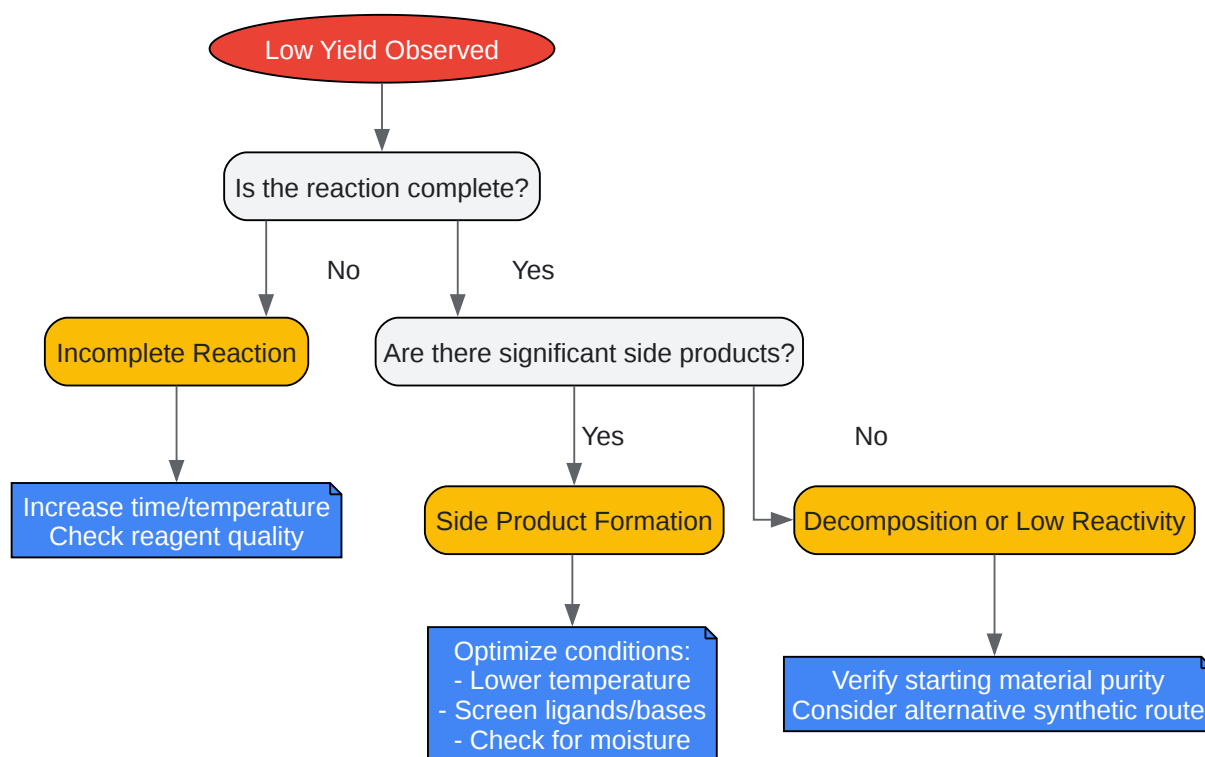 Low Yield Observed
Is the reaction complete?
No
Yes
Incomplete Reaction
Are there significant side products?
Yes
No
Increase time/temperature
Check reagent quality
Side Product Formation
Decomposition or Low Reactivity
Optimize conditions:
- Lower temperature
- Screen ligands/bases
- Check for moisture
Verify starting material purity
Consider alternative synthetic route